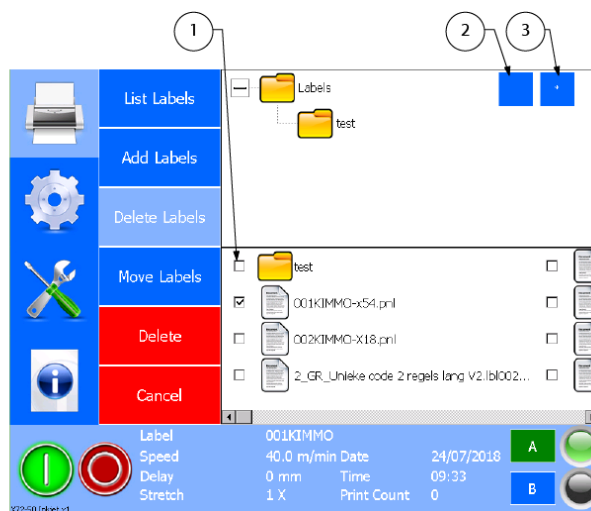 1
2
3
List Labels
Labels
+
test
Add Labels
Delete Labels
test
Move Labels
001KIMMO-x54.pnl
Delete
002KIMMO-X18.pnl
2_GR_Unieke code 2 regels lang V2.lbl002...
Cancel
Label 001KIMMO
Speed 40.0 m/min Date 24/07/2018 A
Delay 0 mm Time 09:33
Stretch 1 X Print Count 0 B